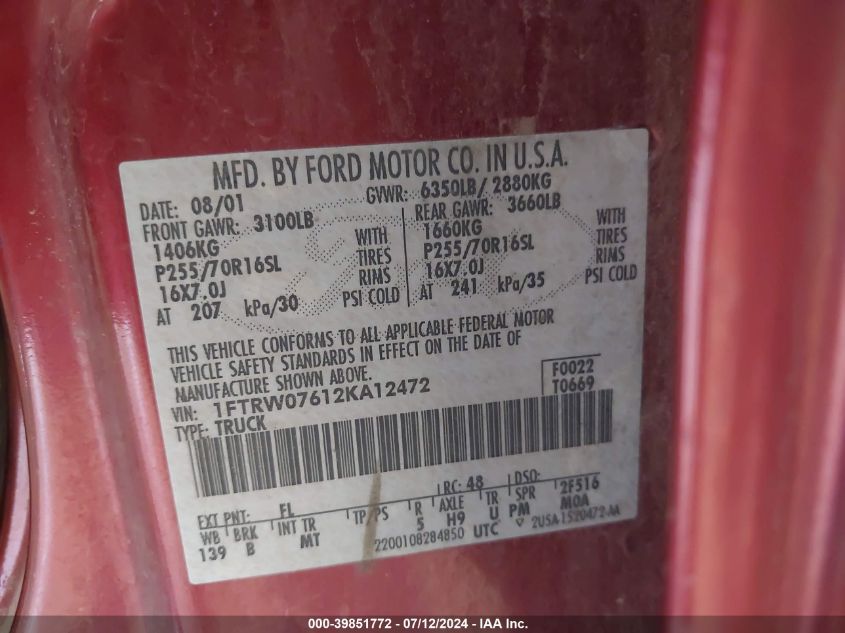 MFD. BY FORD MOTOR CO. IN U.S.A.
DATE: 08/01 GVWR: 6350LB/ 2880KG
FRONT GAWR: 3100LB REAR GAWR: 3660LB
1406KG WITH 1660KG WITH
P255/70R16SL TIRES P255/70R16SL TIRES
16X7.0J RIMS 16X7.0J RIMS
AT 207 kPa/30 PSI COLD AT 241 kPa/35 PSI COLD
THIS VEHICLE CONFORMS TO ALL APPLICABLE FEDERAL MOTOR
VEHICLE SAFETY STANDARDS IN EFFECT ON THE DATE OF
MANUFACTURE SHOWN ABOVE. F0022
VIN: 1FTRW07612KA12472 T0669
TYPE: TRUCK
EXT PNT: FL RC: 48 DSO:
WB BRK INT TR TP/PS R AXLE TR SPR 2F516
139 B MT 5 H9 U PM MOA
2200108284850 UTC ▽ 2U5A-1520472-AA
000-39851772 - 07/12/2024 - IAA Inc.